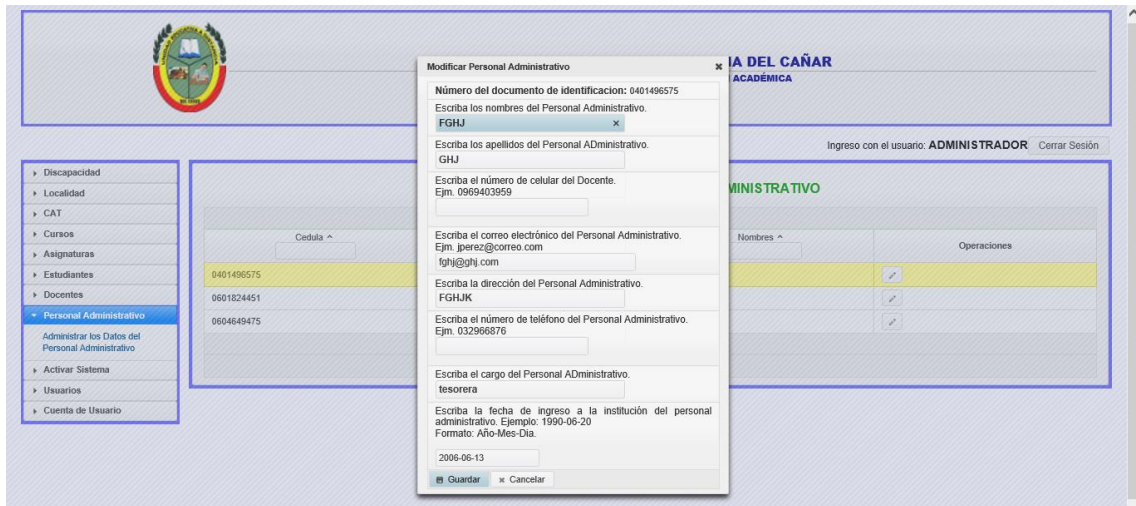 IA DEL CAÑAR
ACADÉMICA
Ingreso con el usuario: ADMINISTRADOR Cerrar Sesión
Discapacidad
Localidad
CAT
Cursos
Asignaturas
Estudiantes
Docentes
Personal Administrativo
Administrar los Datos del
Personal Administrativo
Activar Sistema
Usuarios
Cuenta de Usuario
MINISTRATIVO
Cedula
Nombres
Operaciones
0401496575
0601824451
0604649475
Modificar Personal Administrativo
Número del documento de identificacion: 0401496575
Escriba los nombres del Personal Administrativo.
FGHJ
Escriba los apellidos del Personal ADministrativo.
GHJ
Escriba el número de celular del Docente.
Ejm. 0969403959
Escriba el correo electrónico del Personal Administrativo.
Ejm. jperez@correo.com
fghj@ghj.com
Escriba la dirección del Personal Administrativo.
FGHJK
Escriba el número de teléfono del Personal Administrativo.
Ejm. 032966876
Escriba el cargo del Personal ADministrativo.
tesorera
Escriba la fecha de ingreso a la institución del personal
administrativo. Ejemplo: 1990-06-20
Formato: Año-Mes-Dia.
2006-06-13
Guardar Cancelar